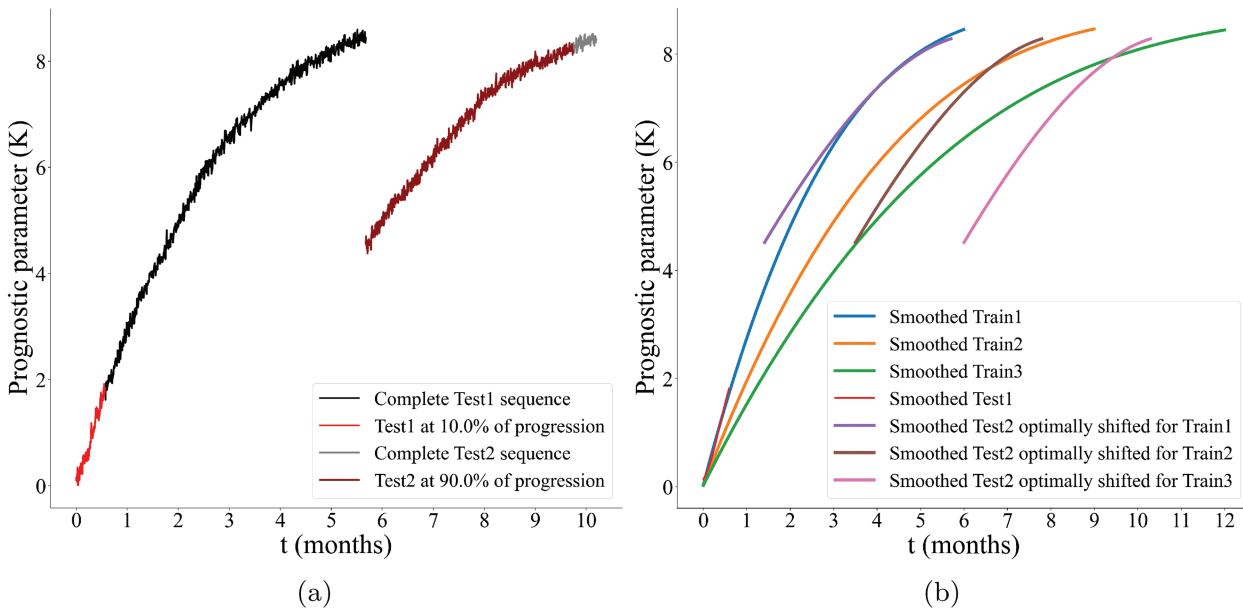 Prognostic parameter (K)
8
6
4
2
0
Complete Test1 sequence
Test1 at 10.0% of progression
Complete Test2 sequence
Test2 at 90.0% of progression
0 1 2 3 4 5 6 7 8 9 10
t (months)
(a)
Prognostic parameter (K)
8
6
4
2
0
Smoothed Train1
Smoothed Train2
Smoothed Train3
Smoothed Test1
Smoothed Test2 optimally shifted for Train1
Smoothed Test2 optimally shifted for Train2
Smoothed Test2 optimally shifted for Train3
0 1 2 3 4 5 6 7 8 9 10 11 12
t (months)
(b)